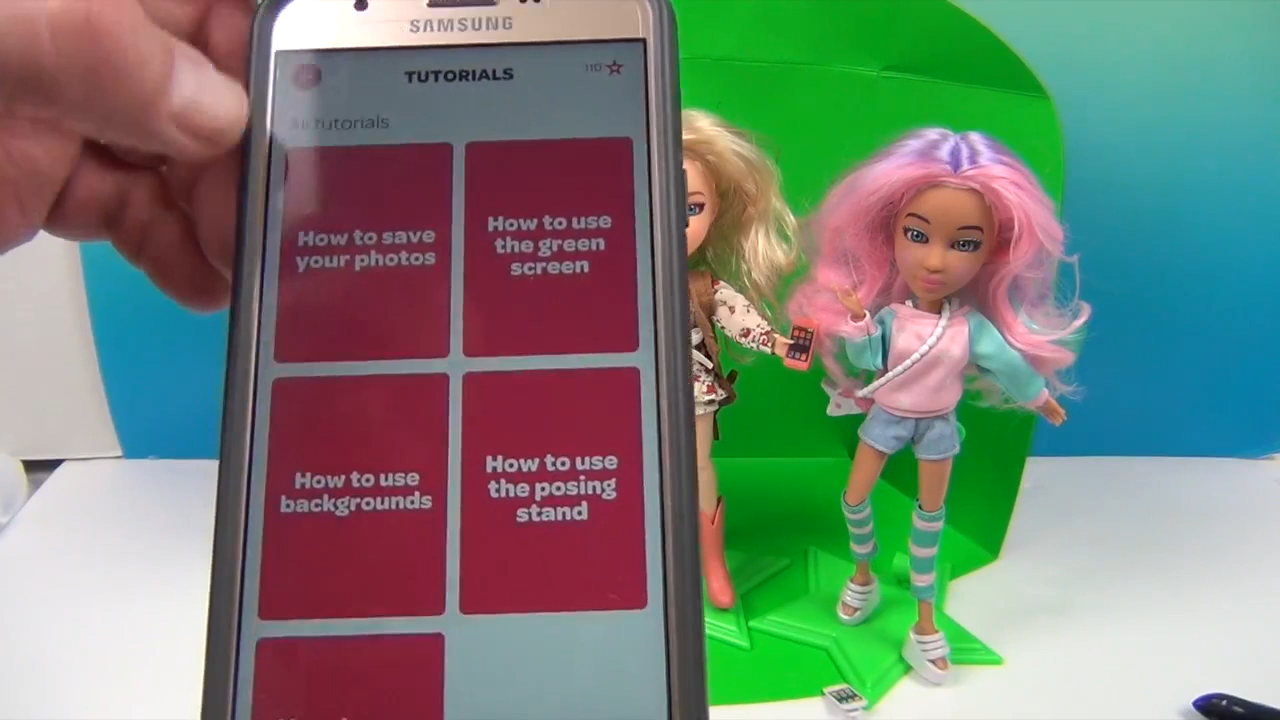 SAMSUNG
TUTORIALS
110
tutorials
How to save
your photos
How to use
the green
screen
How to use
backgrounds
How to use
the posing
stand